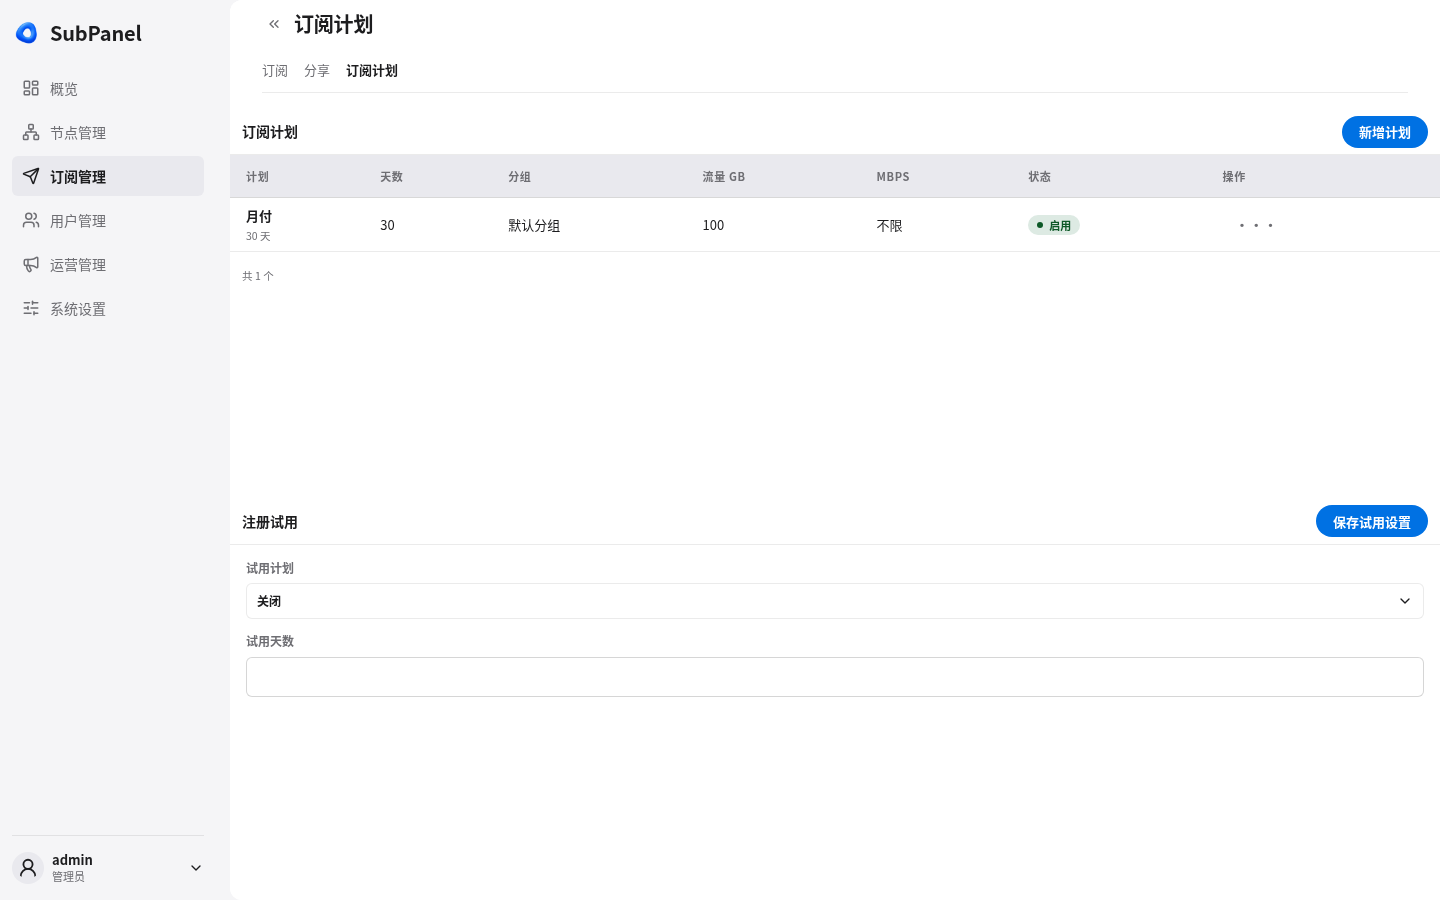 SubPanel
概览
节点管理
订阅管理
用户管理
运营管理
系统设置
admin
管理员
订阅计划
订阅 分享 订阅计划
订阅计划
新增计划
计划 天数 分组 流量 GB MBPS 状态 操作
月付 30 默认分组 100 不限 启用
30 天
共 1 个
注册试用
保存试用设置
试用计划
关闭
试用天数